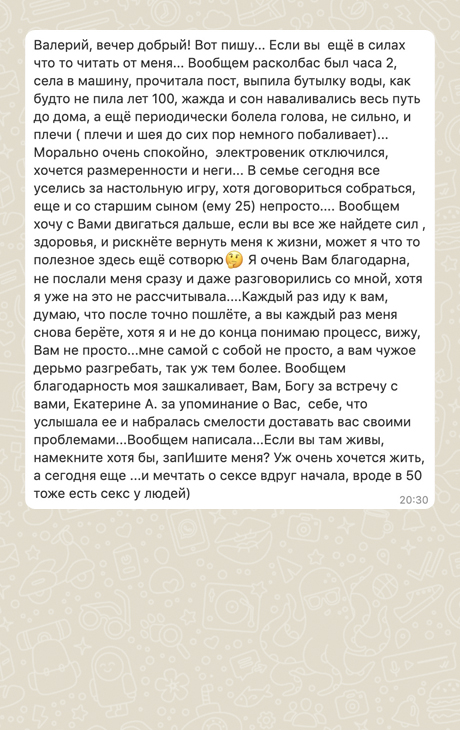 Валерий, вечер добрый! Вот пишу... Если вы  ещё в силах
что то читать от меня... Вообщем расколбас был часа 2,
села в машину, прочитала пост, выпила бутылку воды, как
будто не пила лет 100, жажда и сон наваливались весь путь
до дома, а ещё периодически болела голова, не сильно, и
плечи ( плечи и шея до сих пор немного побаливает)...
Морально очень спокойно,  электровеник отключился,
хочется размеренности и неги... В семье сегодня все
уселись за настольную игру, хотя договориться собраться,
еще и со старшим сыном (ему 25) непросто.... Вообщем
хочу с Вами двигаться дальше, если вы все же найдете сил ,
здоровья, и рискнёте вернуть меня к жизни, может я что то
полезное здесь ещё сотворю🤔 Я очень Вам благодарна,
не послали меня сразу и даже разговорились со мной, хотя
я уже на это не рассчитывала....Каждый раз иду к вам,
думаю, что после точно пошлёте, а вы каждый раз меня
снова берёте, хотя я и не до конца понимаю процесс, вижу,
Вам не просто...мне самой с собой не просто, а вам чужое
дерьмо разгребать, так уж тем более. Вообщем
благодарность моя зашкаливает, Вам, Богу за встречу с
вами, Екатерине А. за упоминание о Вас,  себе, что
услышала ее и набралась смелости доставать вас своими
проблемами...Вообщем написала...Если вы там живы,
намекните хотя бы, запИшите меня? Уж очень хочется жить,
а сегодня еще ...и мечтать о сексе вдруг начала, вроде в 50
тоже есть секс у людей)
20:30